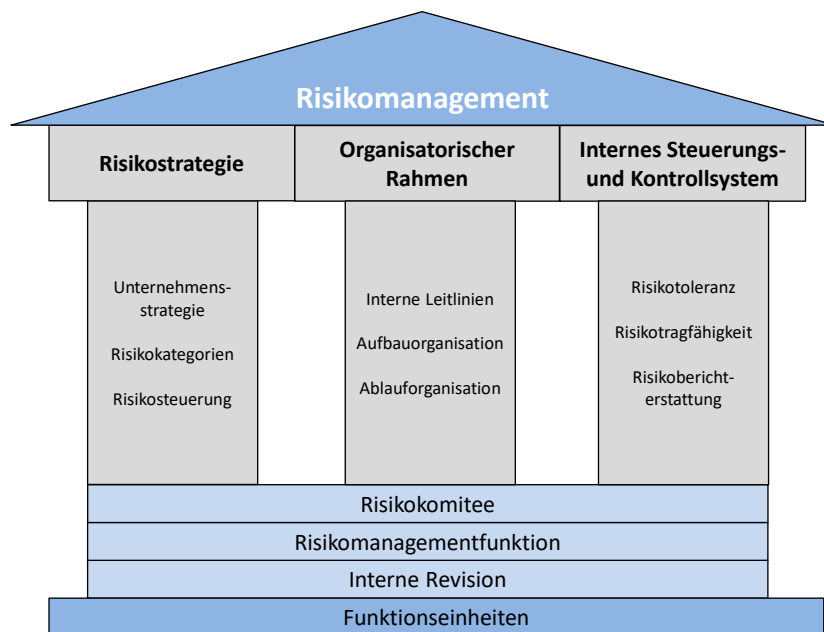 Risikomanagement
Risikostrategie
Organisatorischer
Rahmen
Internes Steuerungs-
und Kontrollsystem
Unternehmens-
strategie
Risikokategorien
Risikosteuerung
Interne Leitlinien
Aufbauorganisation
Ablauforganisation
Risikotoleranz
Risikotragfähigkeit
Risikobericht-
erstattung
Risikokomitee
Risikomanagementfunktion
Interne Revision
Funktionseinheiten